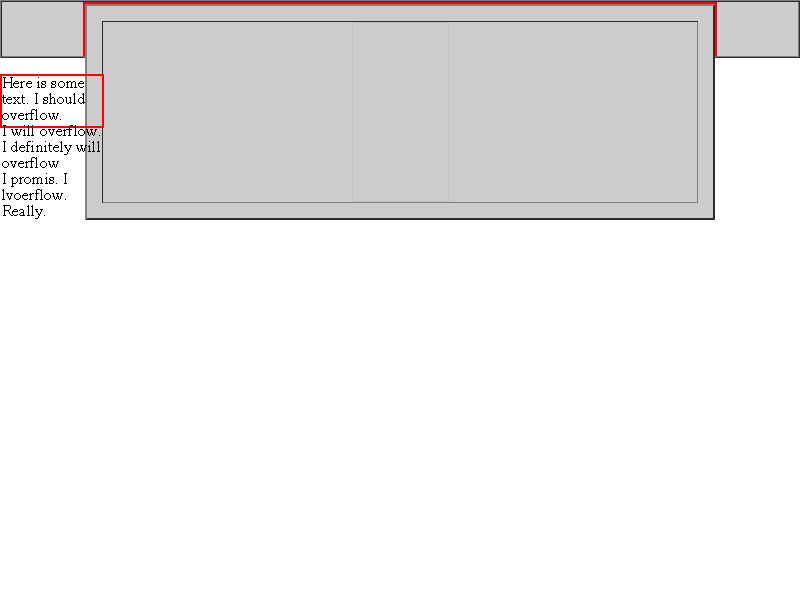 Here is some
text. I should
overflow.
I will overflow.
I definitely will
overflow
I promis. I
lvoerflow.
Really.